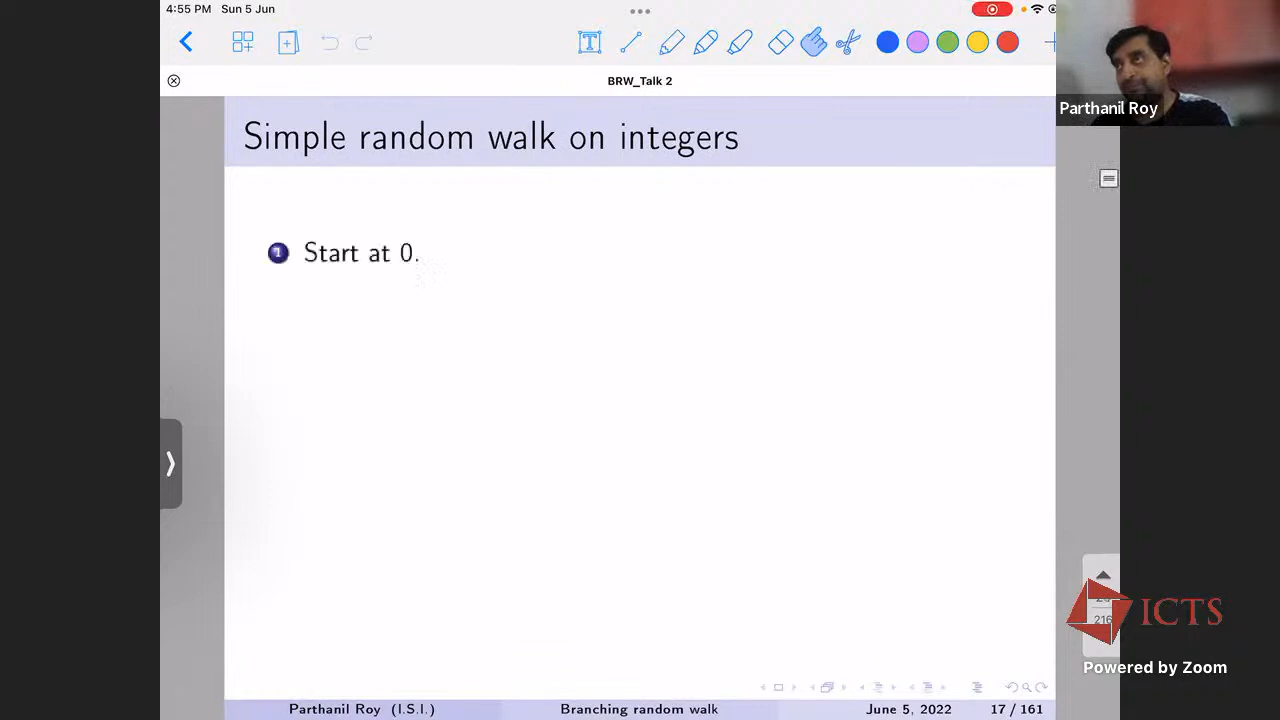 4:55 PM Sun 5 Jun
BRW_Talk 2
Parthanil Roy
Simple random walk on integers
1 Start at 0.
216
ICTS
Powered by Zoom
Parthanil Roy (I.S.I.) Branching random walk June 5, 2022 17 / 161